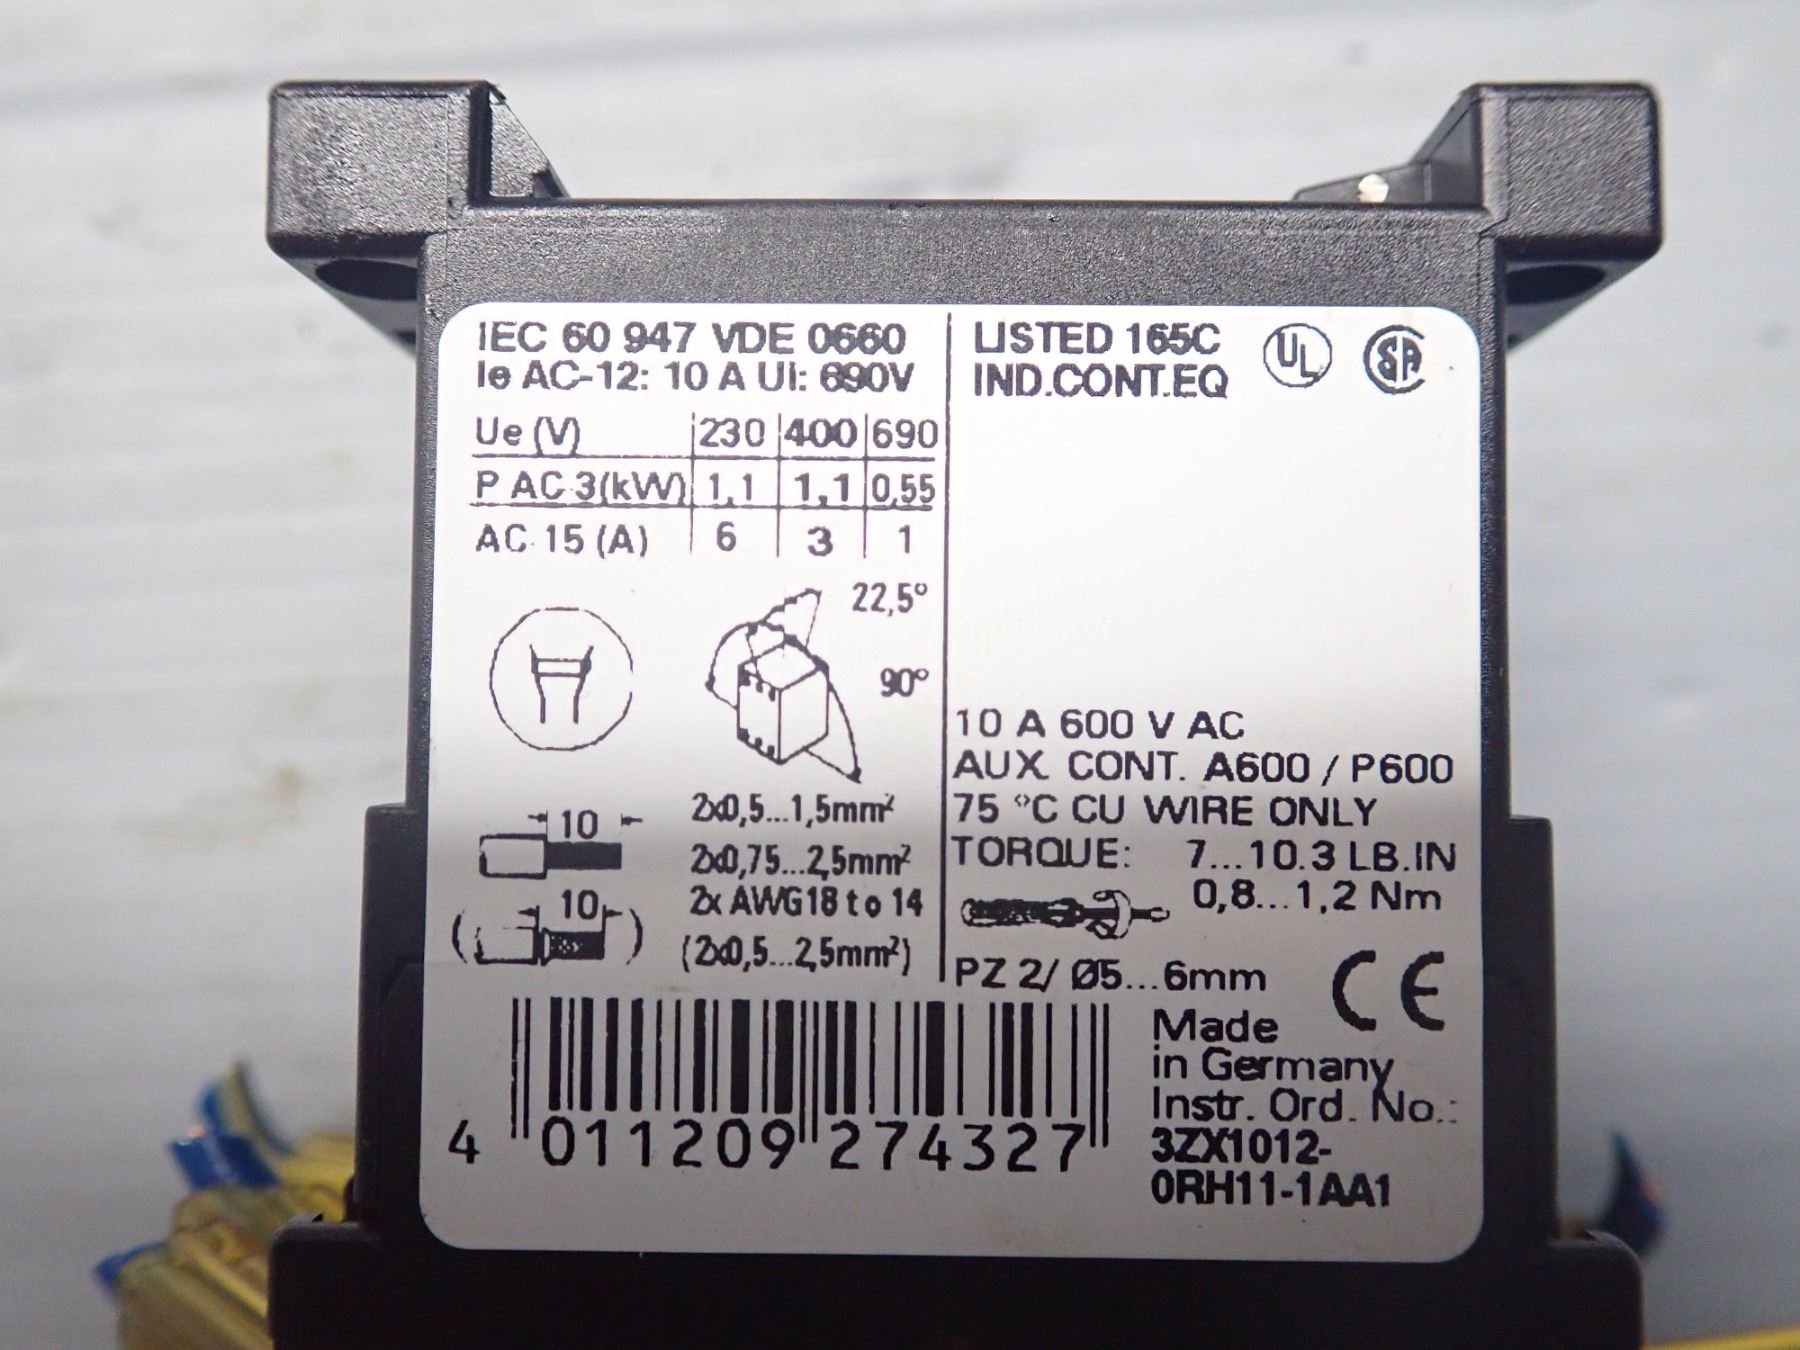 IEC 60 947 VDE 0660
Ie AC-12: 10 A Ui: 690V
Ue (V) 230 400 690
P AC-3(kW) 1,1 1,1 0,55
AC-15 (A) 6 3 1
22,5°
90°
10
2x0,5...1,5mm²
2x0,75...2,5mm²
10
2x AWG18 to 14
(2x0,5...2,5mm²)
LISTED 165C
IND.CONT.EQ
UL
SA
10 A 600 V AC
AUX. CONT. A600 / P600
75 °C CU WIRE ONLY
TORQUE: 7...10.3 LB.IN
0,8...1,2 Nm
PZ 2/ Ø5...6mm
CE
4 011209 274327
Made
in Germany
Instr. Ord. No.:
3ZX1012-
0RH11-1AA1